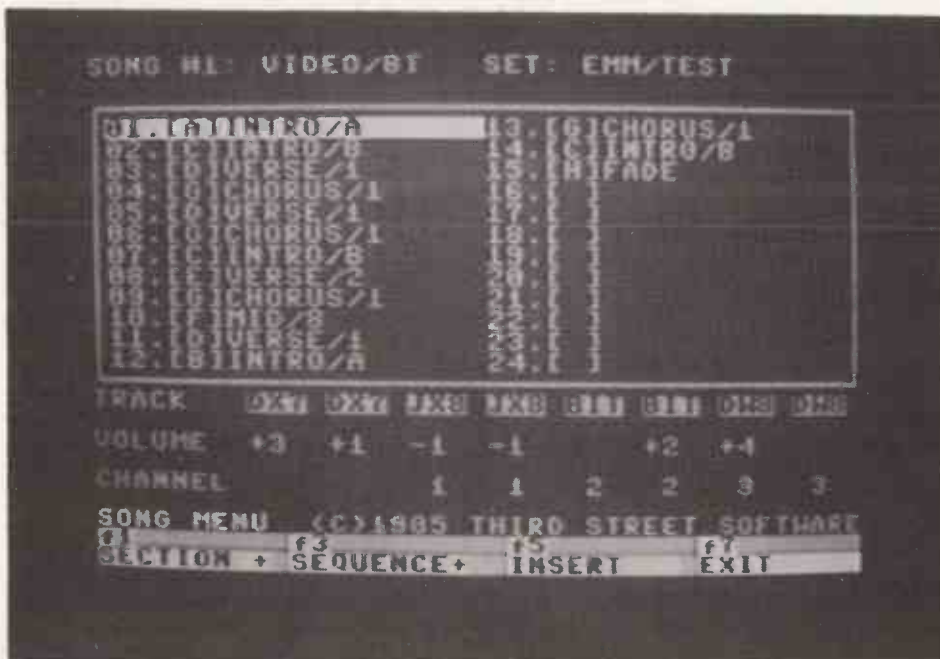 SONG #1: VIDEO/BT SET: EMM/TEST
01.[A]INTRO/A
02.[C]INTRO/B
03.[D]VERSE/1
04.[G]CHORUS/1
05.[D]VERSE/1
06.[G]CHORUS/1
07.[C]INTRO/B
08.[E]VERSE/2
09.[G]CHORUS/1
10.[F]MID/8
11.[D]VERSE/1
12.[B]INTRO/A
13.[G]CHORUS/1
14.[C]INTRO/B
15.[H]FADE
16.[ ]
17.[ ]
18.[ ]
19.[ ]
20.[ ]
21.[ ]
22.[ ]
23.[ ]
24.[ ]
TRACK DX7 DX7 JX8 JX8 BIT BIT DW8 DW8
VOLUME +3 +1 -1 -1 +2 +4
CHANNEL 1 1 2 2 3 3
SONG MENU (C)1985 THIRD STREET SOFTWARE
f1 f3 f5 f7
SECTION + SEQUENCE+ INSERT EXIT